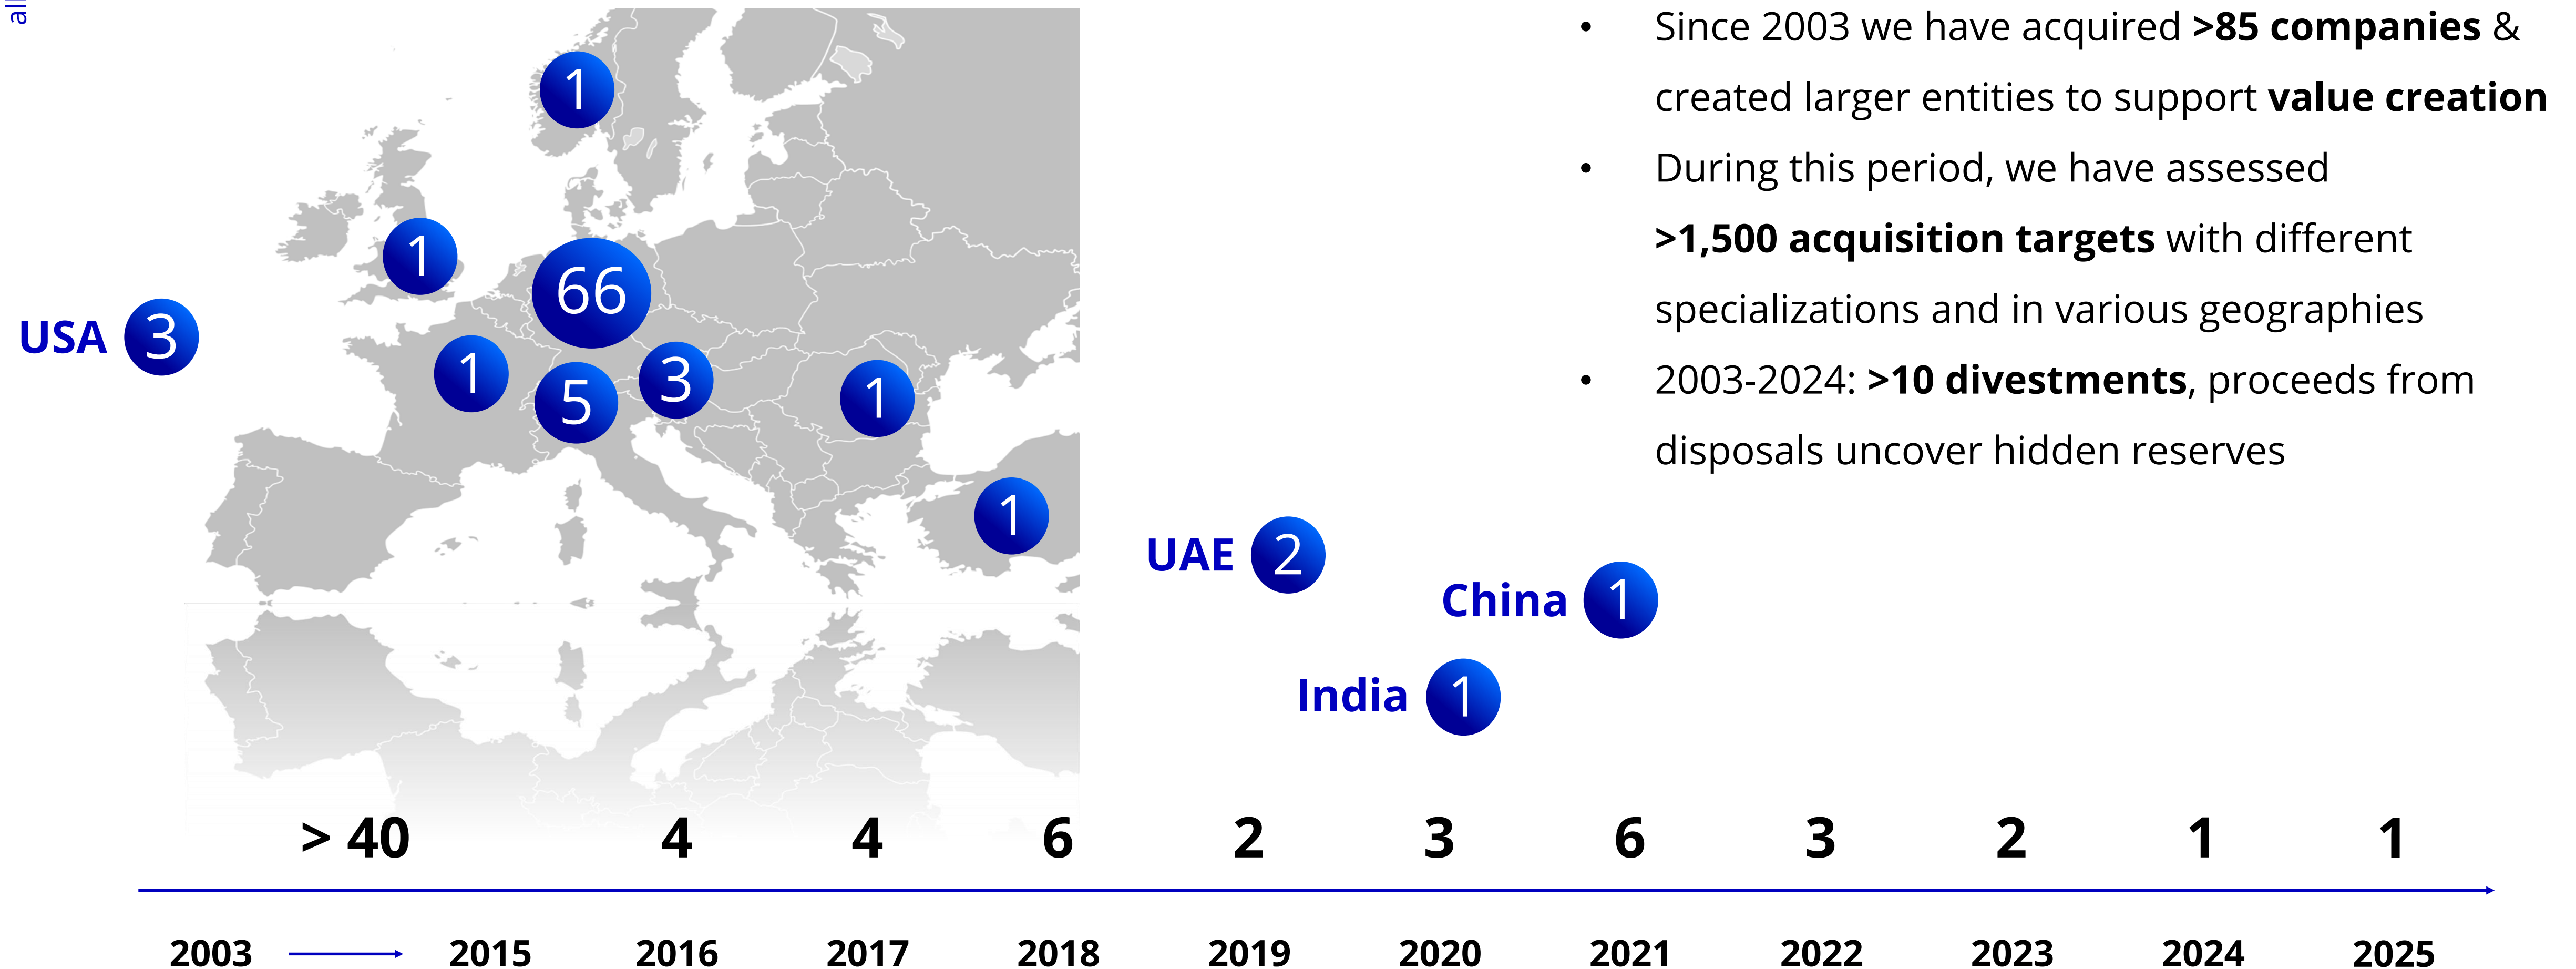 all
• Since 2003 we have acquired >85 companies &
created larger entities to support value creation
• During this period, we have assessed
>1,500 acquisition targets with different
specializations and in various geographies
• 2003-2024: >10 divestments, proceeds from
disposals uncover hidden reserves
1
1
66
USA 3
1
5
3
1
1
UAE 2
China 1
India 1
> 40 4 4 6 2 3 6 3 2 1 1
2003 2015 2016 2017 2018 2019 2020 2021 2022 2023 2024 2025